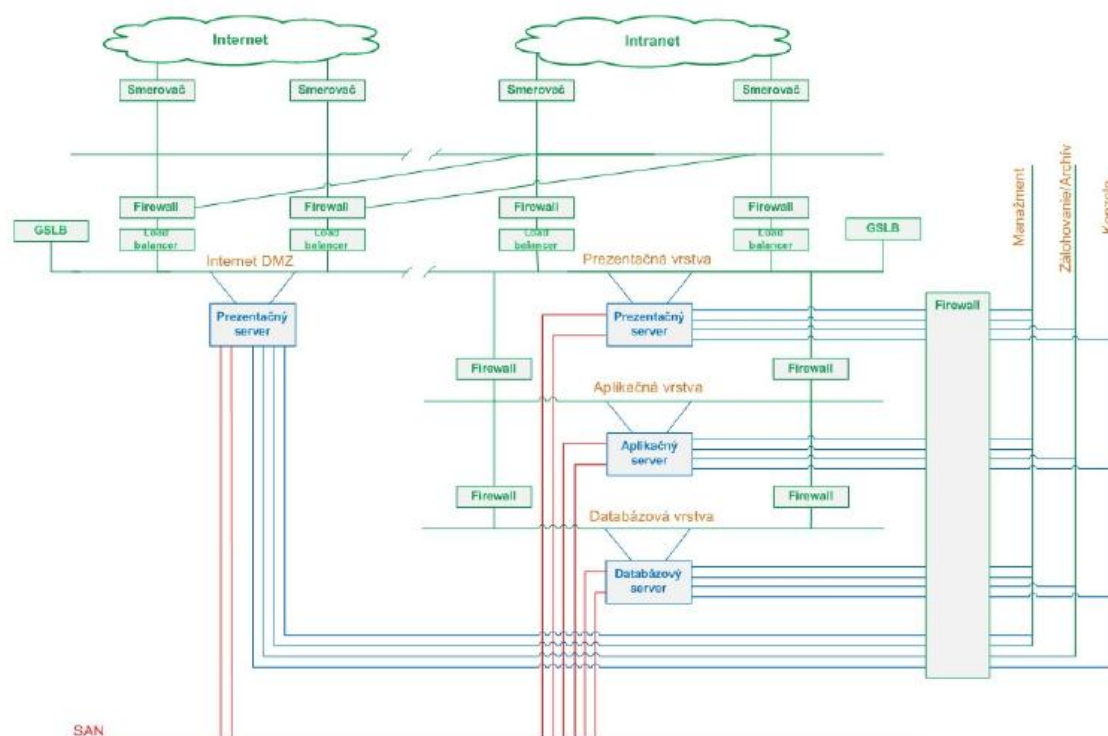 Internet
Intranet
Smerovač
Smerovač
Smerovač
Smerovač
Firewall
Firewall
Firewall
Firewall
GSLB
Load
balancer
Load
balancer
Load
balancer
Load
balancer
GSLB
Internet DMZ
Prezentačná vrstva
Manažment
Zálohovanie/Archív
Prezentačný
server
Prezentačný
server
Firewall
Firewall
Firewall
Aplikačná vrstva
Aplikačný
server
Firewall
Firewall
Databázová vrstva
Databázový
server
SAN